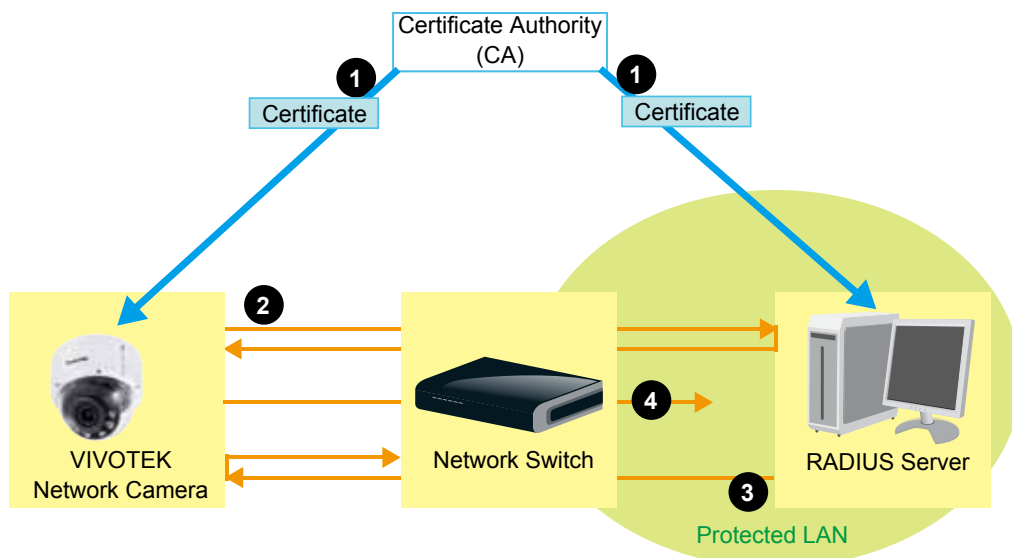 Certificate Authority
(CA)
1
1
Certificate
Certificate
2
4
VIVOTEK
Network Camera
Network Switch
RADIUS Server
3
Protected LAN